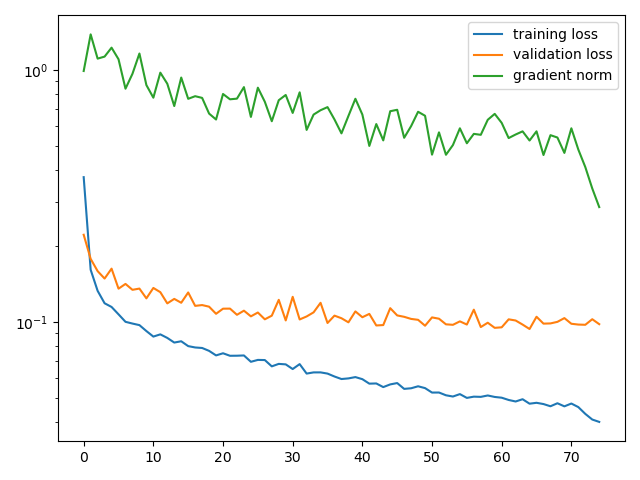 training loss
validation loss
gradient norm
10⁰
10⁻¹
0 10 20 30 40 50 60 70